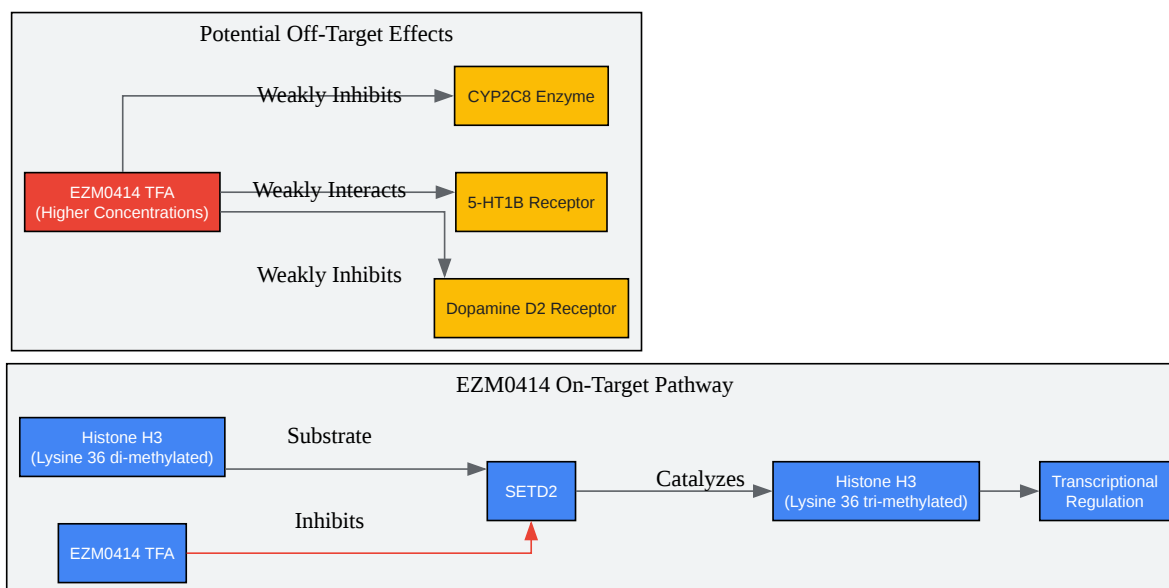 Potential Off-Target Effects
Weakly Inhibits
CYP2C8 Enzyme
EZM0414 TFA
(Higher Concentrations)
Weakly Interacts
5-HT1B Receptor
Weakly Inhibits
Dopamine D2 Receptor
EZM0414 On-Target Pathway
Histone H3
(Lysine 36 di-methylated)
Substrate
SETD2
Catalyzes
Histone H3
(Lysine 36 tri-methylated)
Transcriptional
Regulation
Inhibits
EZM0414 TFA